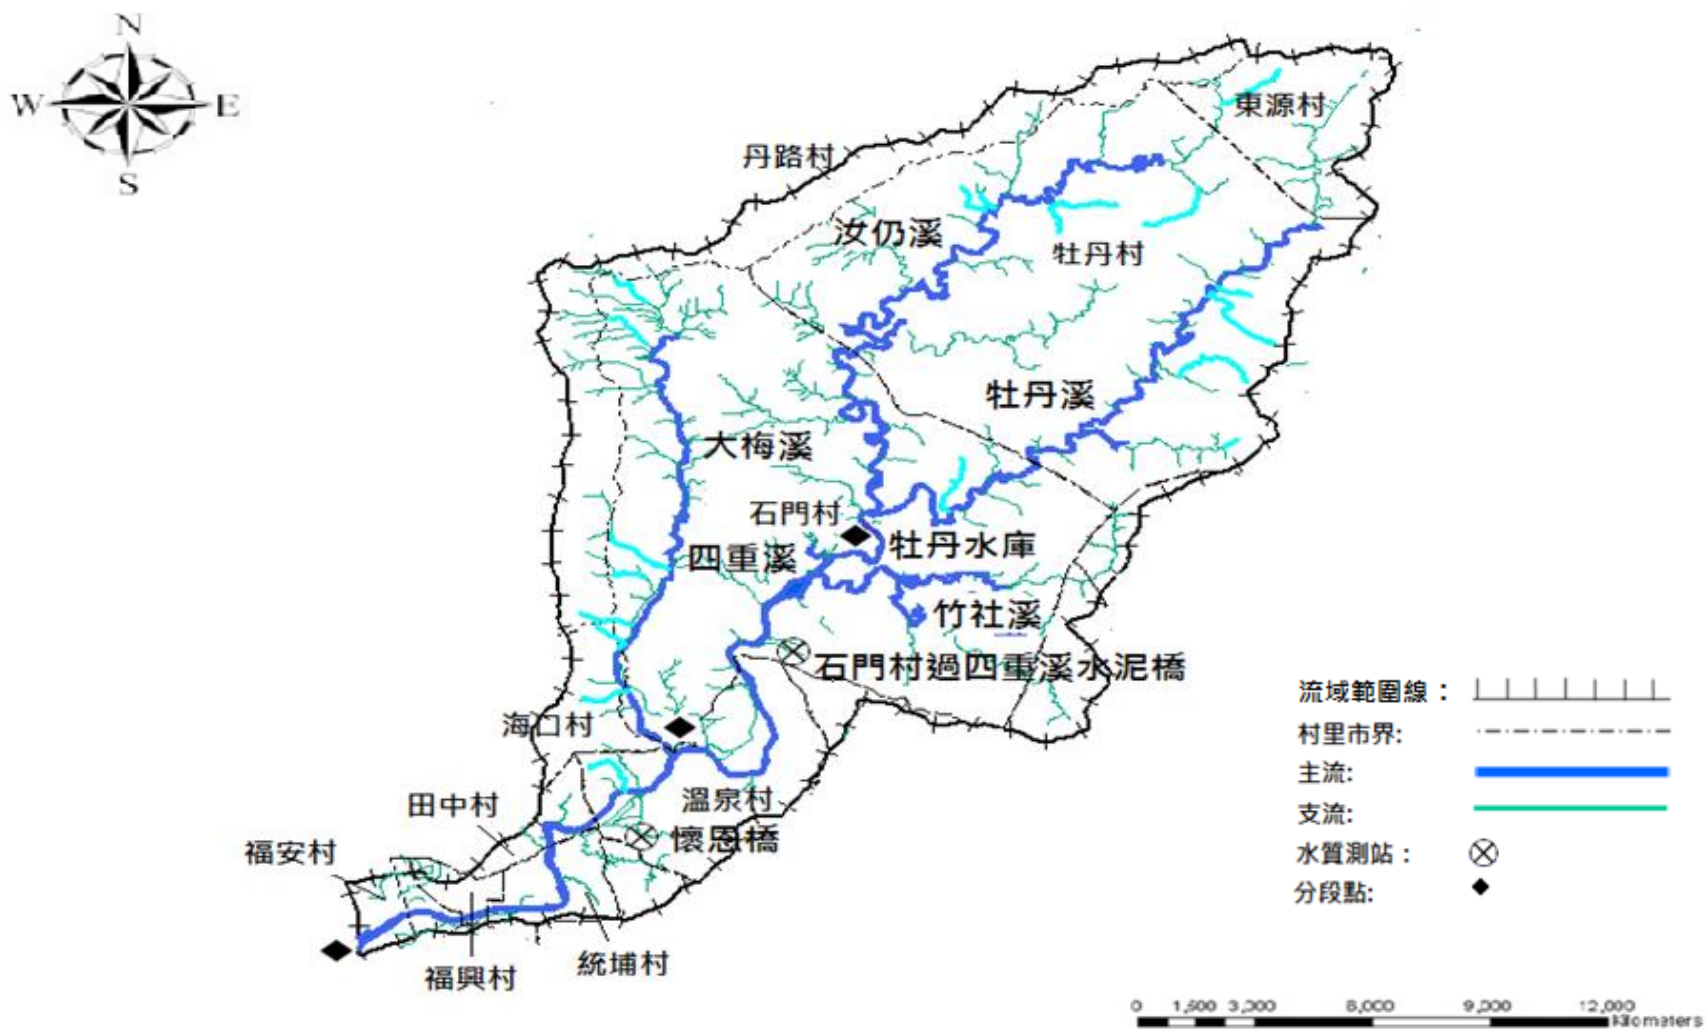 N
W
E
S
東源村
丹路村
汝仍溪
牡丹村
牡丹溪
大梅溪
石門村
四重溪
牡丹水庫
竹社溪
石門村過四重溪水泥橋
海口村
溫泉村
田中村
懷恩橋
福安村
統埔村
福興村
流域範圍線：
村里市界:
主流:
支流:
水質測站：
分段點:
0 1,500 3,000 6,000 9,000 12,000
Kilometers